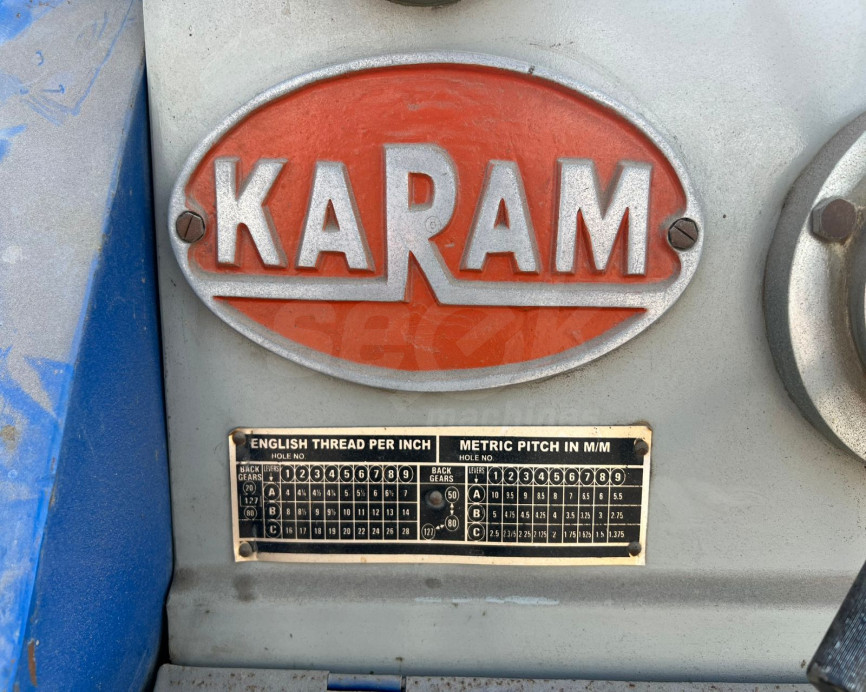 KARAM
seok
machines
ENGLISH THREAD PER INCH
HOLE NO
BACK GEARS
20
127
80
LEVERS 1 2 3 4 5 6 7 8 9
A 4 4¼ 4½ 4¾ 5 5½ 6 6½ 7
B 8 8½ 9 9½ 10 11 12 13 14
C 16 17 18 19 20 22 24 26 28
BACK GEARS
50
80
127
METRIC PITCH IN M/M
HOLE NO.
LEVERS 1 2 3 4 5 6 7 8 9
A 10 9.5 9 8.5 8 7 6.5 6 5.5
B 5 4.75 4.5 4.25 4 3.5 3.25 3 2.75
C 2.5 2.375 2.25 2.125 2 1.75 1.625 1.5 1.375